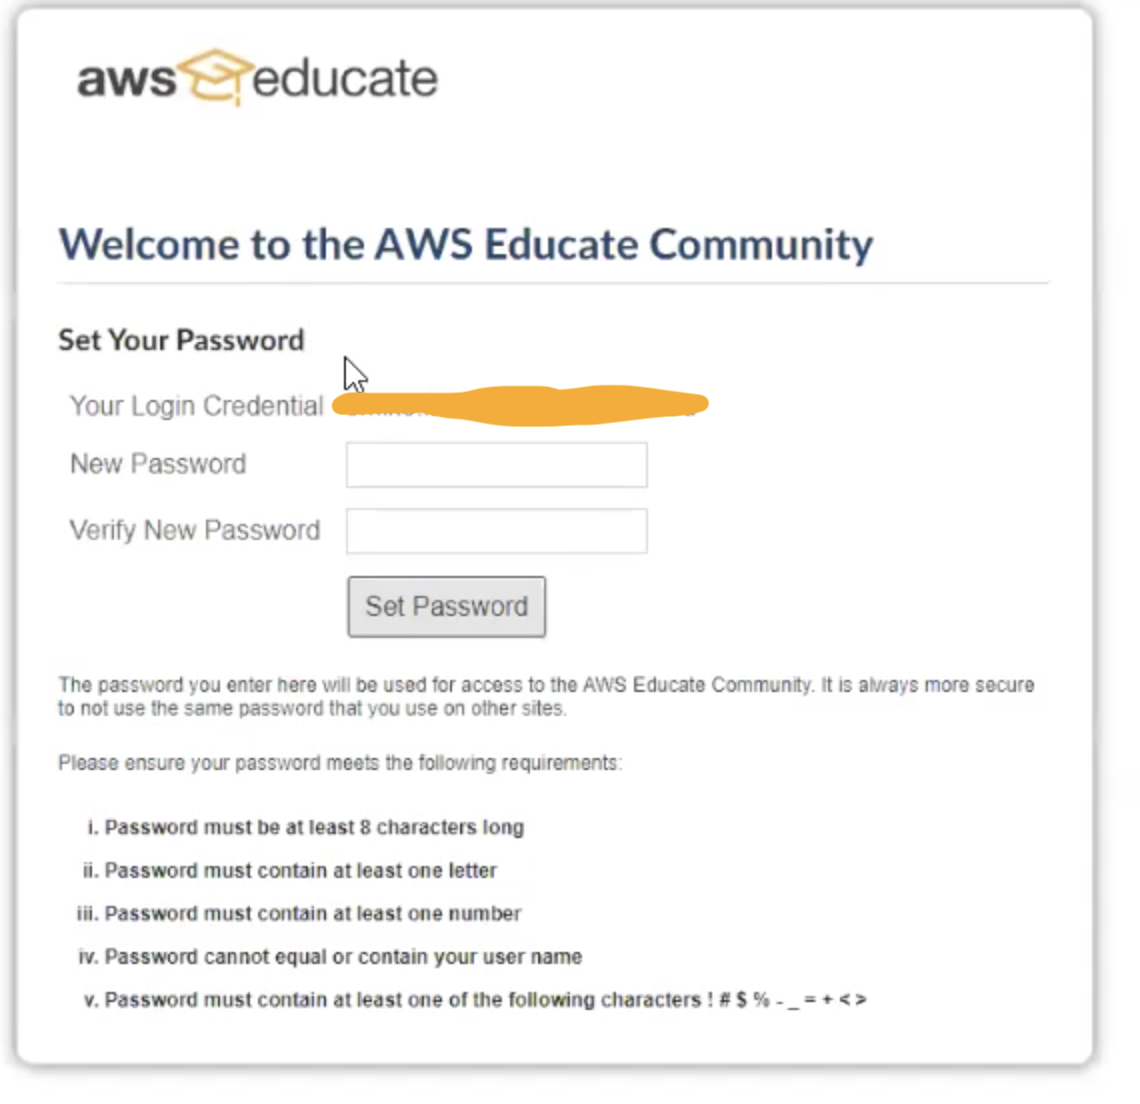 aws educate
Welcome to the AWS Educate Community
Set Your Password
Your Login Credential
New Password
Verify New Password
Set Password
The password you enter here will be used for access to the AWS Educate Community. It is always more secure
to not use the same password that you use on other sites.
Please ensure your password meets the following requirements:
i. Password must be at least 8 characters long
ii. Password must contain at least one letter
iii. Password must contain at least one number
iv. Password cannot equal or contain your user name
v. Password must contain at least one of the following characters ! # $ % - _ = + < >